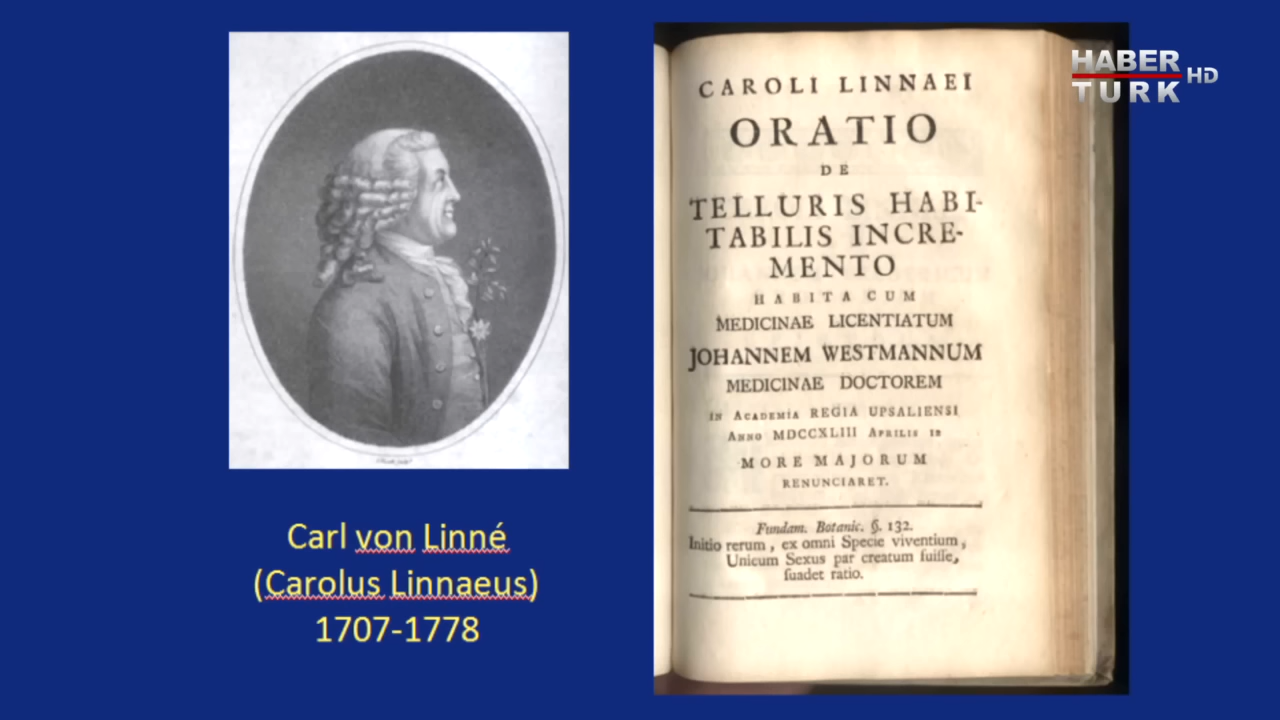 HABER
TURK HD
CAROLI LINNAEI
ORATIO
DE
TELLURIS HABI-
TABILIS INCRE-
MENTO
HABITA CUM
MEDICINAE LICENTIATUM
JOHANNEM WESTMANNUM
MEDICINAE DOCTOREM
IN ACADEMIA REGIA UPSALIENSI
ANNO MDCCXLIII APRILIS 12
MORE MAJORUM
RENUNCIARET.
Fundam. Botanic. §. 132.
Initio rerum, ex omni Specie viventium,
Unicum Sexus par creatum fuiſſe,
ſuadet ratio.
Carl von Linné
(Carolus Linnaeus)
1707-1778